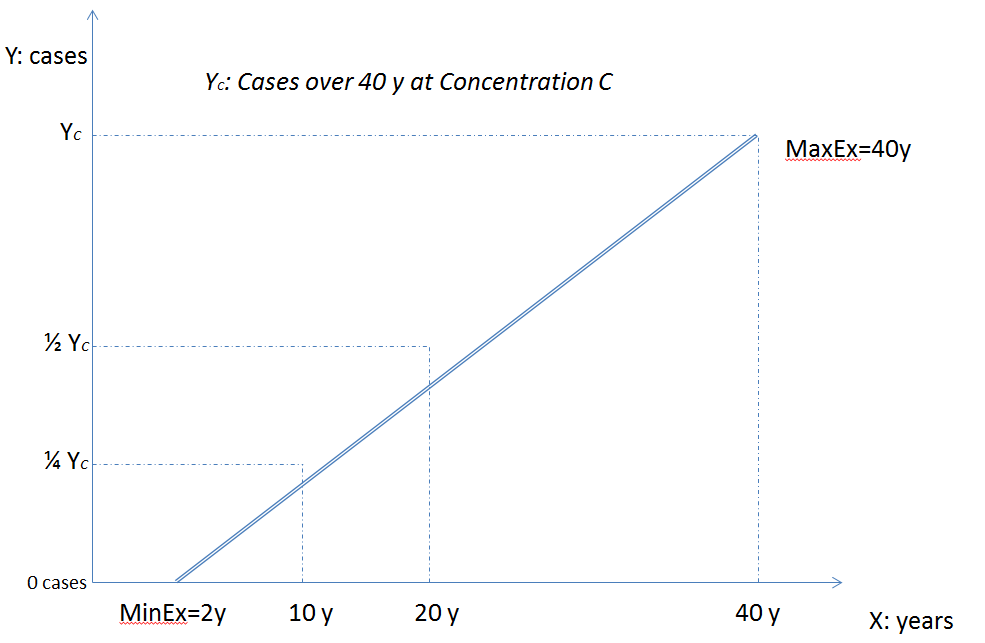 Y: cases
Yc: Cases over 40 y at Concentration C
Yc
MaxEx=40y
½ Yc
¼ Yc
0 cases
MinEx=2y
10 y
20 y
40 y
X: years